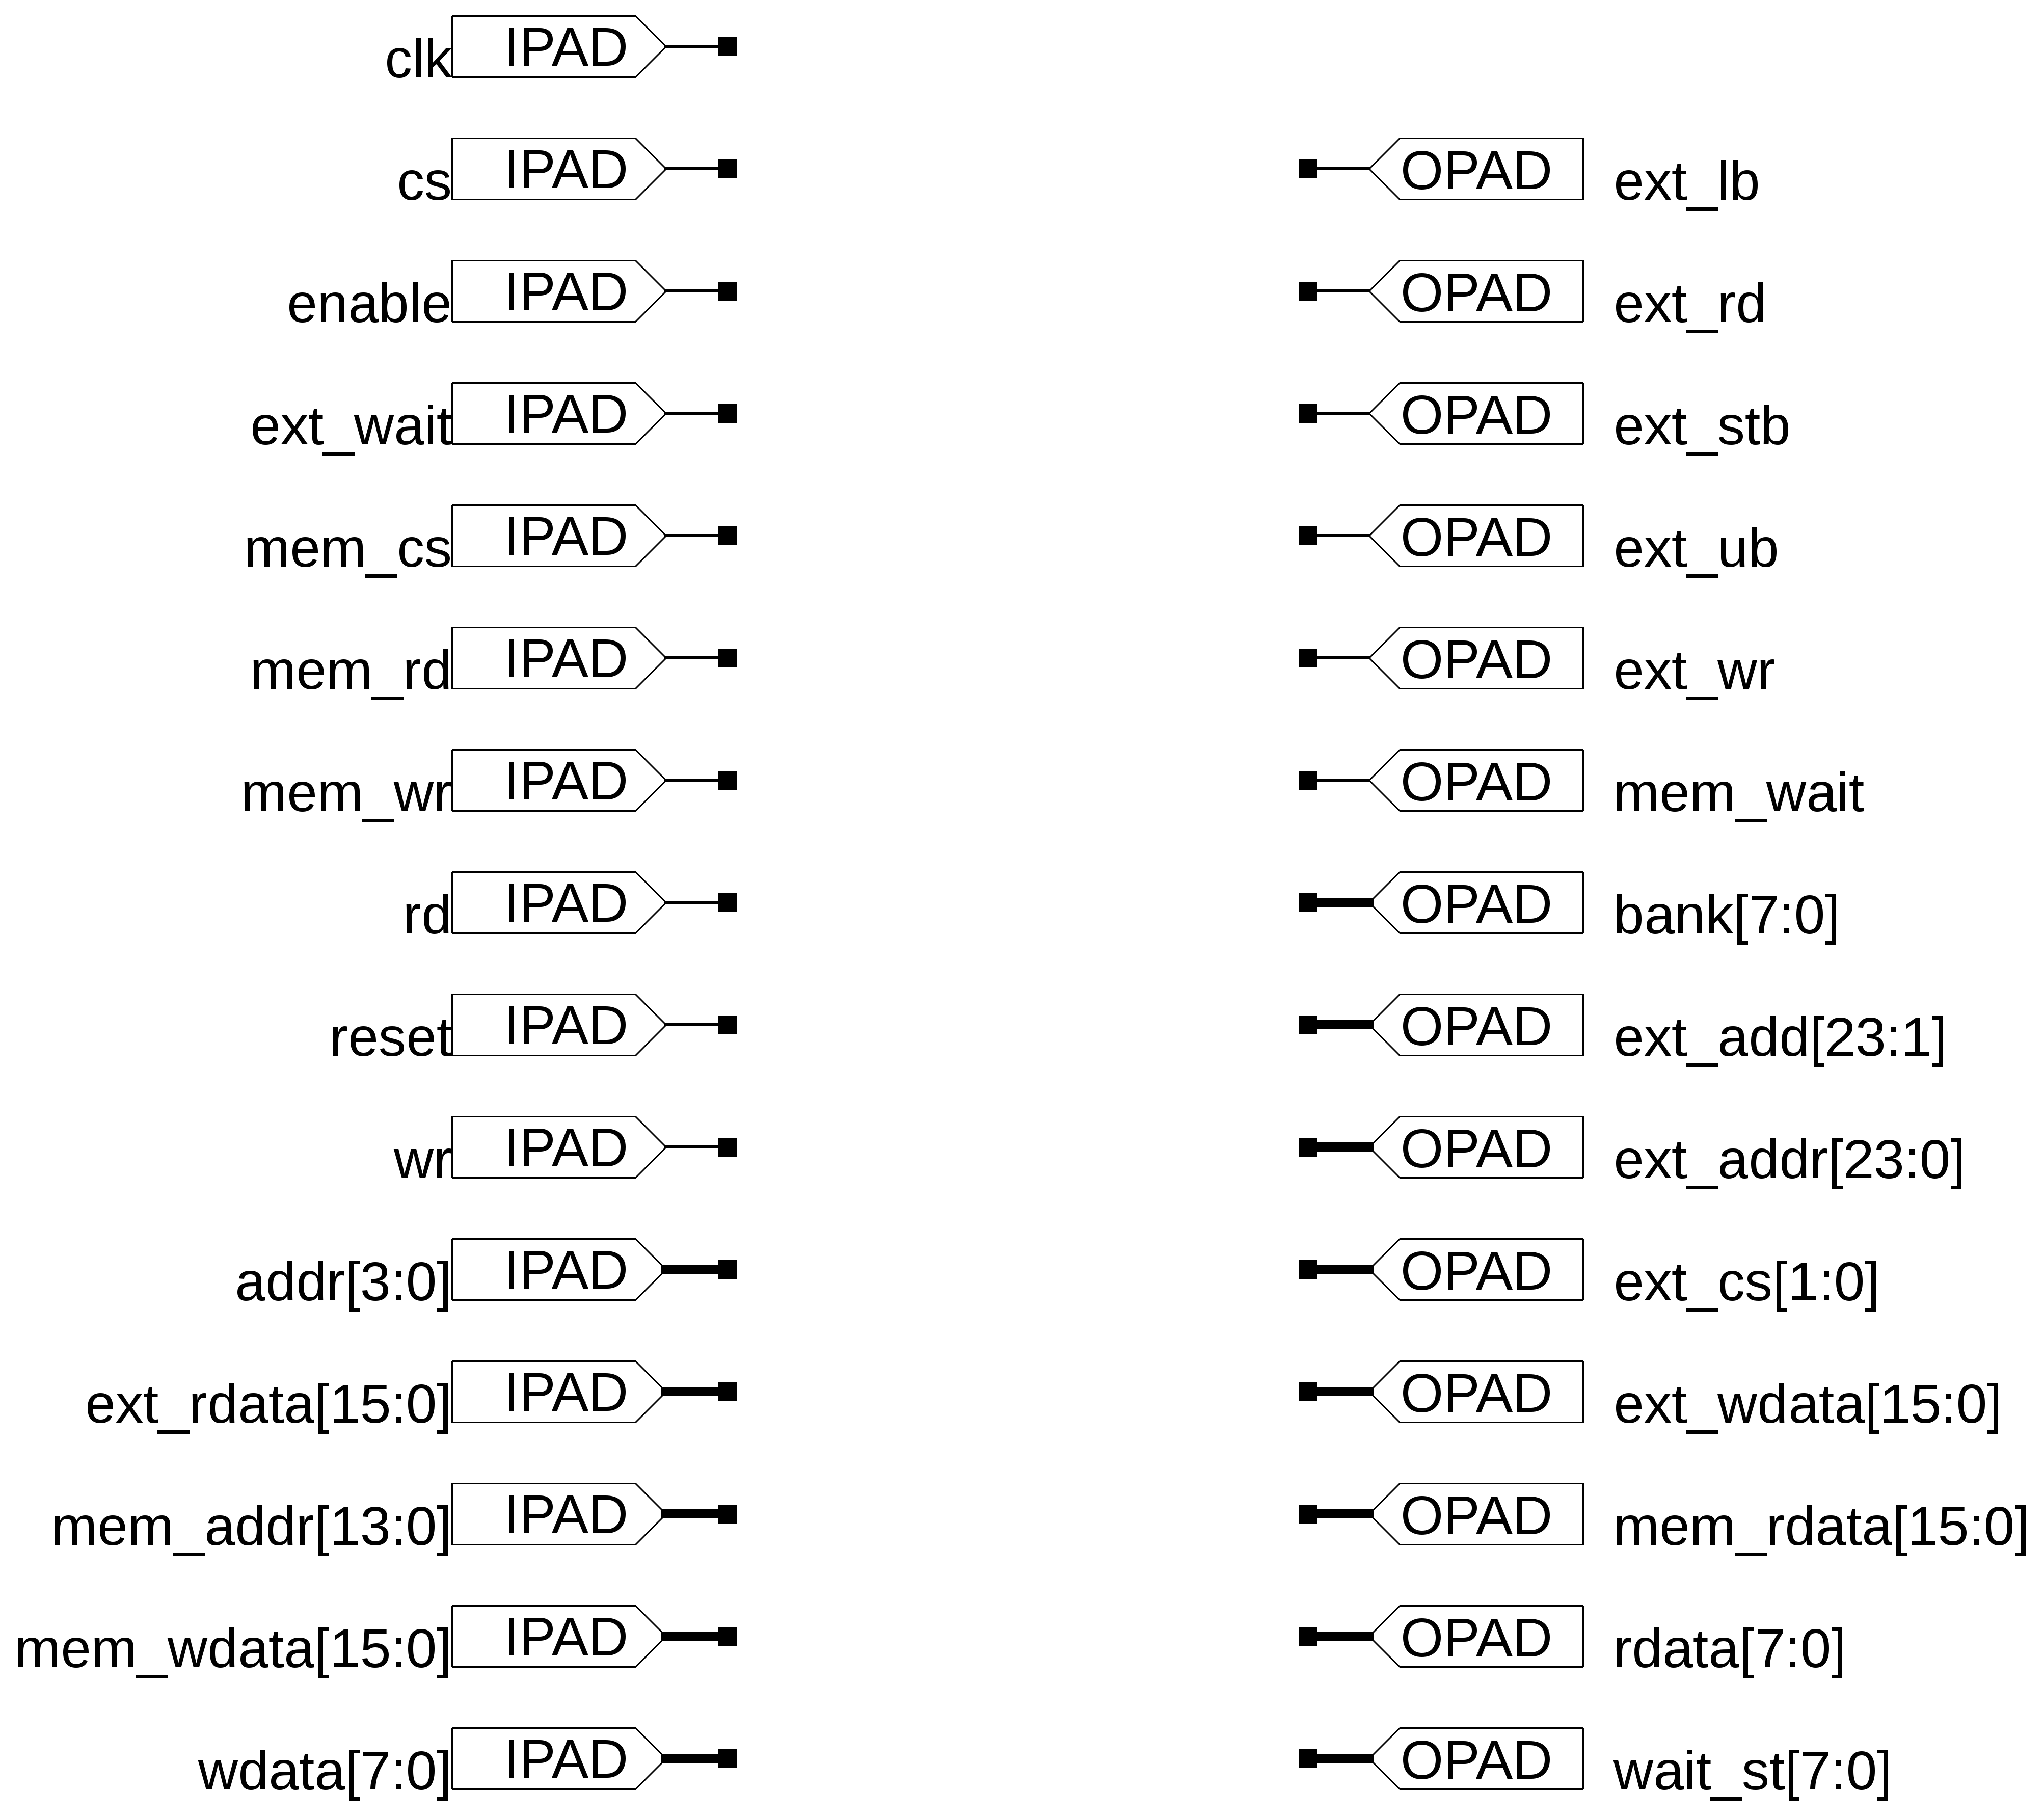 clk IPAD
cs IPAD OPAD ext_lb
enable IPAD OPAD ext_rd
ext_wait IPAD OPAD ext_stb
mem_cs IPAD OPAD ext_ub
mem_rd IPAD OPAD ext_wr
mem_wr IPAD OPAD mem_wait
rd IPAD OPAD bank[7:0]
reset IPAD OPAD ext_add[23:1]
wr IPAD OPAD ext_addr[23:0]
addr[3:0] IPAD OPAD ext_cs[1:0]
ext_rdata[15:0] IPAD OPAD ext_wdata[15:0]
mem_addr[13:0] IPAD OPAD mem_rdata[15:0]
mem_wdata[15:0] IPAD OPAD rdata[7:0]
wdata[7:0] IPAD OPAD wait_st[7:0]